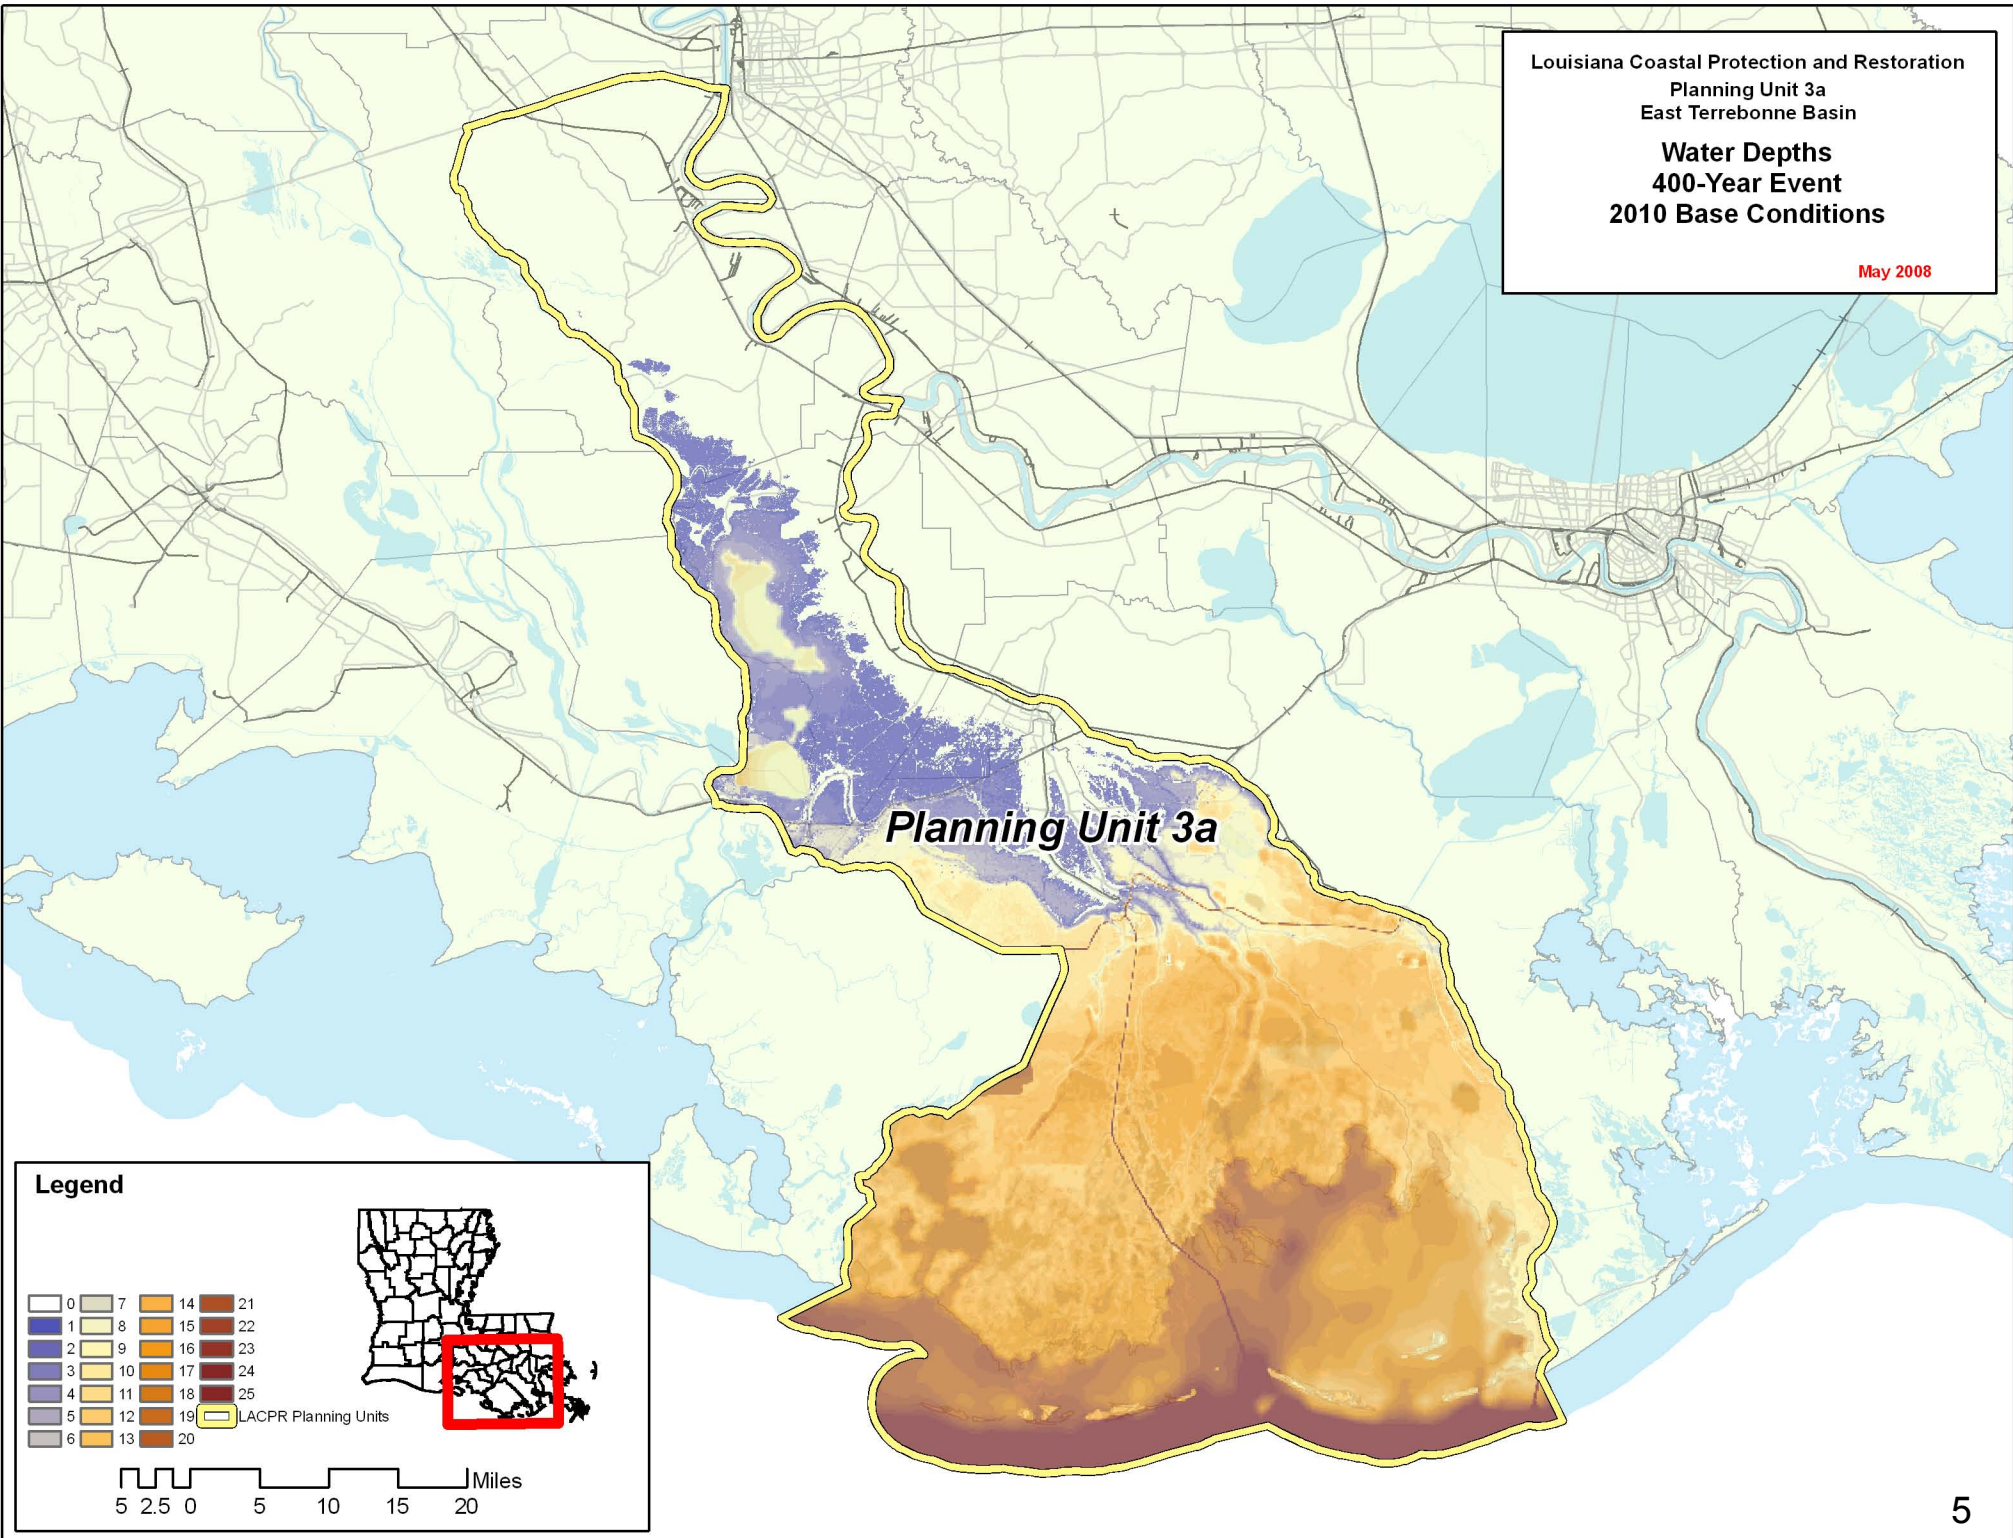 Louisiana Coastal Protection and Restoration
Planning Unit 3a
East Terrebonne Basin
Water Depths
400-Year Event
2010 Base Conditions
May 2008
Planning Unit 3a
Legend
0 7 14 21
1 8 15 22
2 9 16 23
3 10 17 24
4 11 18 25
5 12 19 LACPR Planning Units
6 13 20
Miles
5 2.5 0 5 10 15 20
5